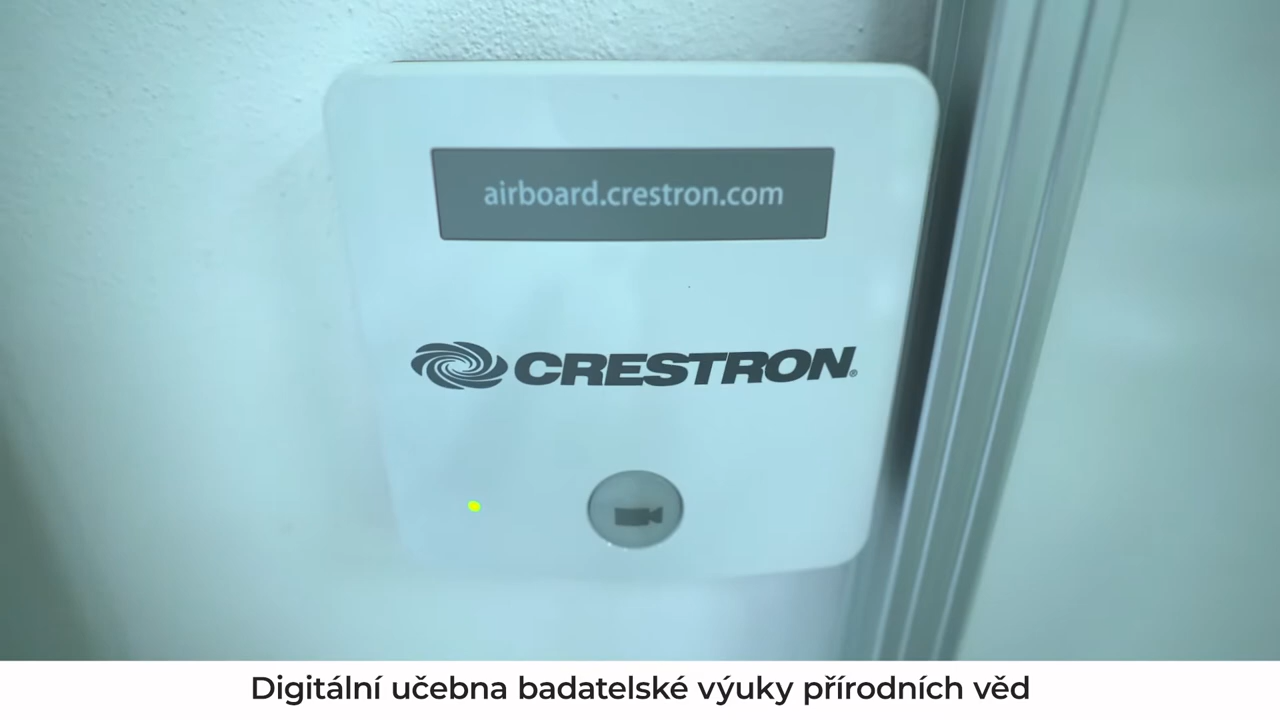 airboard.crestron.com
CRESTRON®
Digitální učebna badatelské výuky přírodních věd